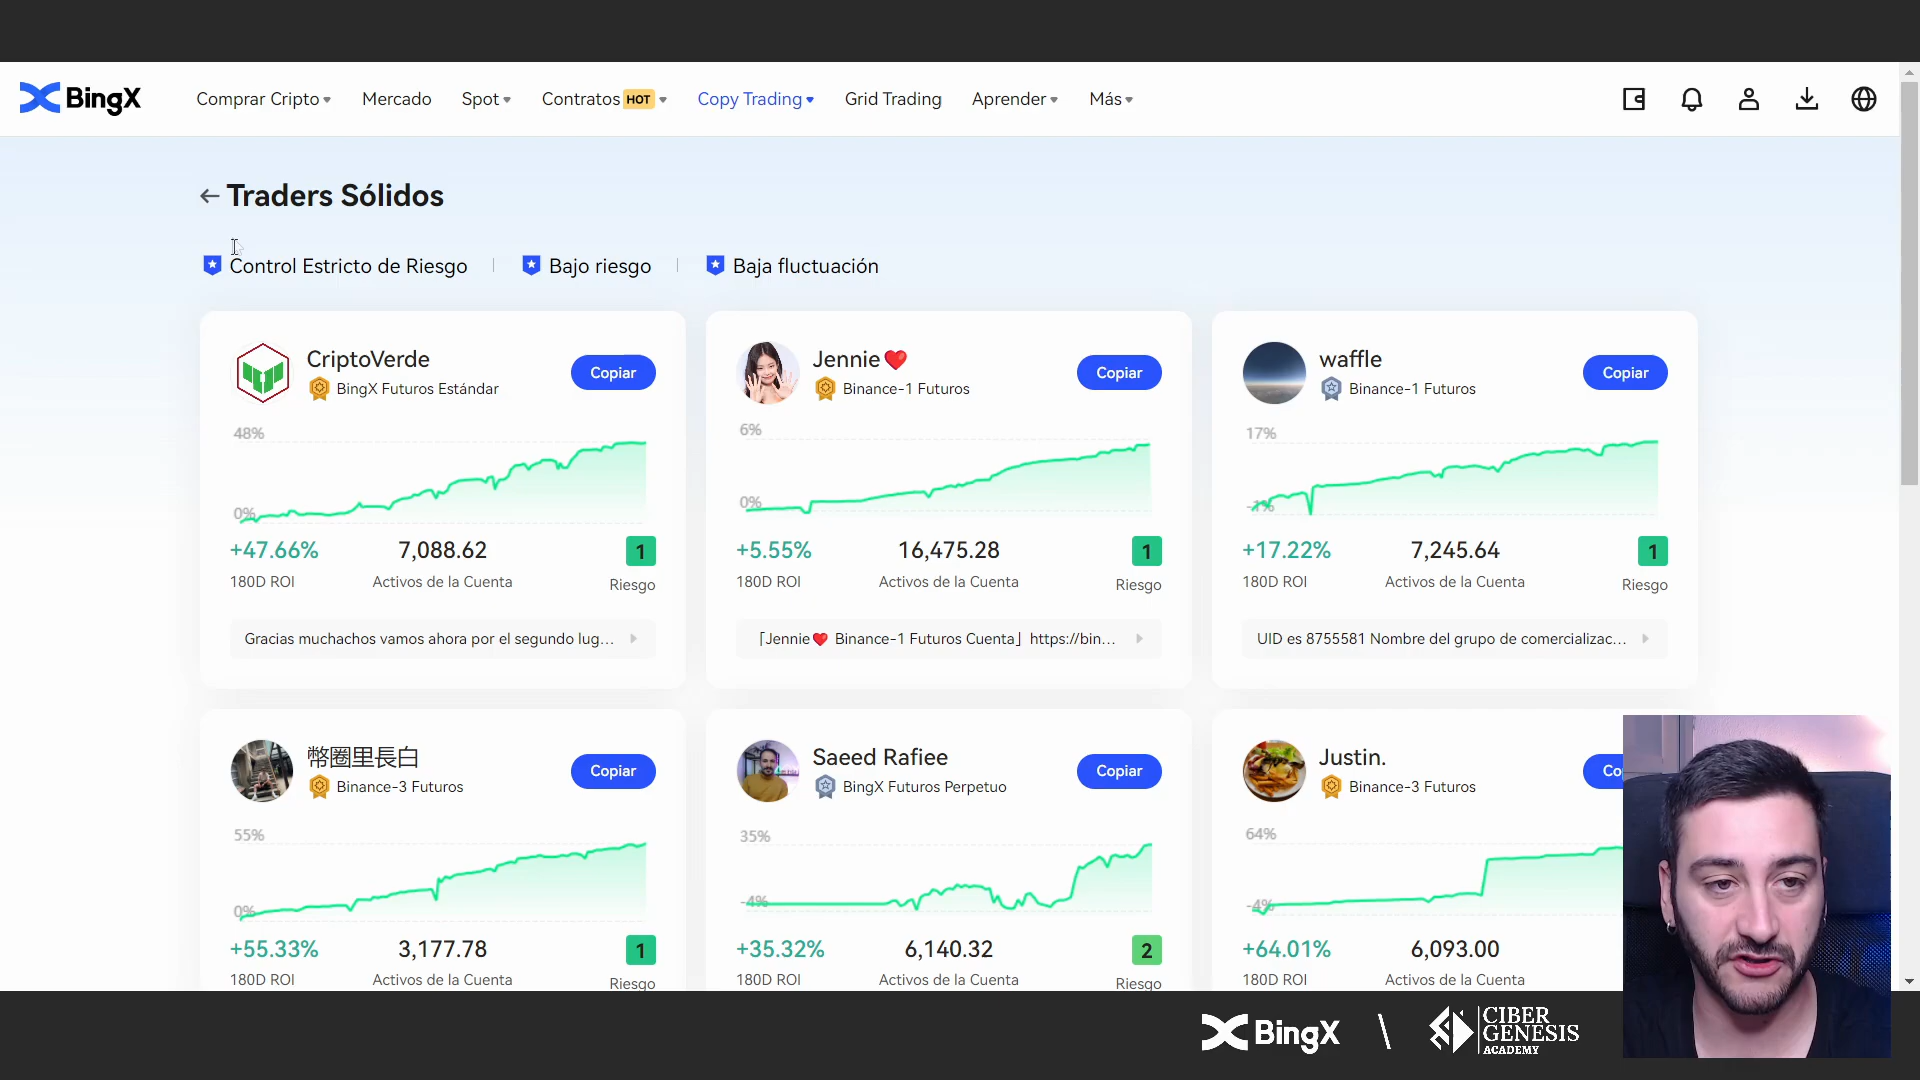 BingX
Comprar Cripto
Mercado
Spot
Contratos HOT
Copy Trading
Grid Trading
Aprender
Más
Traders Sólidos
Control Estricto de Riesgo
Bajo riesgo
Baja fluctuación
CriptoVerde
BingX Futuros Estándar
Copiar
48%
0%
+47.66%
7,088.62
1
180D ROI
Activos de la Cuenta
Riesgo
Gracias muchachos vamos ahora por el segundo lug...
Jennie❤️
Binance-1 Futuros
Copiar
6%
0%
+5.55%
16,475.28
1
180D ROI
Activos de la Cuenta
Riesgo
「Jennie❤️ Binance-1 Futuros Cuenta」https://bin...
waffle
Binance-1 Futuros
Copiar
17%
-1%
+17.22%
7,245.64
1
180D ROI
Activos de la Cuenta
Riesgo
UID es 8755581 Nombre del grupo de comercializac...
幣圈里長白
Binance-3 Futuros
Copiar
55%
0%
+55.33%
3,177.78
1
180D ROI
Activos de la Cuenta
Riesgo
Saeed Rafiee
BingX Futuros Perpetuo
Copiar
35%
-4%
+35.32%
6,140.32
2
180D ROI
Activos de la Cuenta
Riesgo
Justin.
Binance-3 Futuros
Co
64%
-4%
+64.01%
6,093.00
180D ROI
Activos de la Cuenta
BingX \ CIBER
GENESIS
ACADEMY